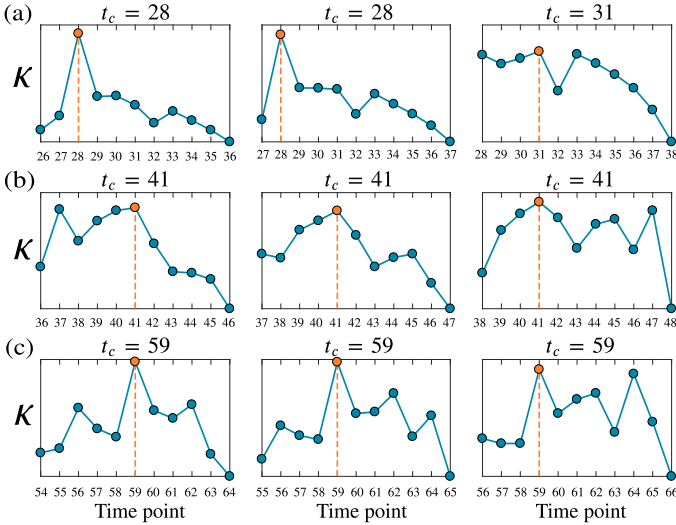 (a) t_c = 28 t_c = 28 t_c = 31
κ
26 27 28 29 30 31 32 33 34 35 36 27 28 29 30 31 32 33 34 35 36 37 28 29 30 31 32 33 34 35 36 37 38
(b) t_c = 41 t_c = 41 t_c = 41
κ
36 37 38 39 40 41 42 43 44 45 46 37 38 39 40 41 42 43 44 45 46 47 38 39 40 41 42 43 44 45 46 47 48
(c) t_c = 59 t_c = 59 t_c = 59
κ
54 55 56 57 58 59 60 61 62 63 64 55 56 57 58 59 60 61 62 63 64 65 56 57 58 59 60 61 62 63 64 65 66
Time point Time point Time point